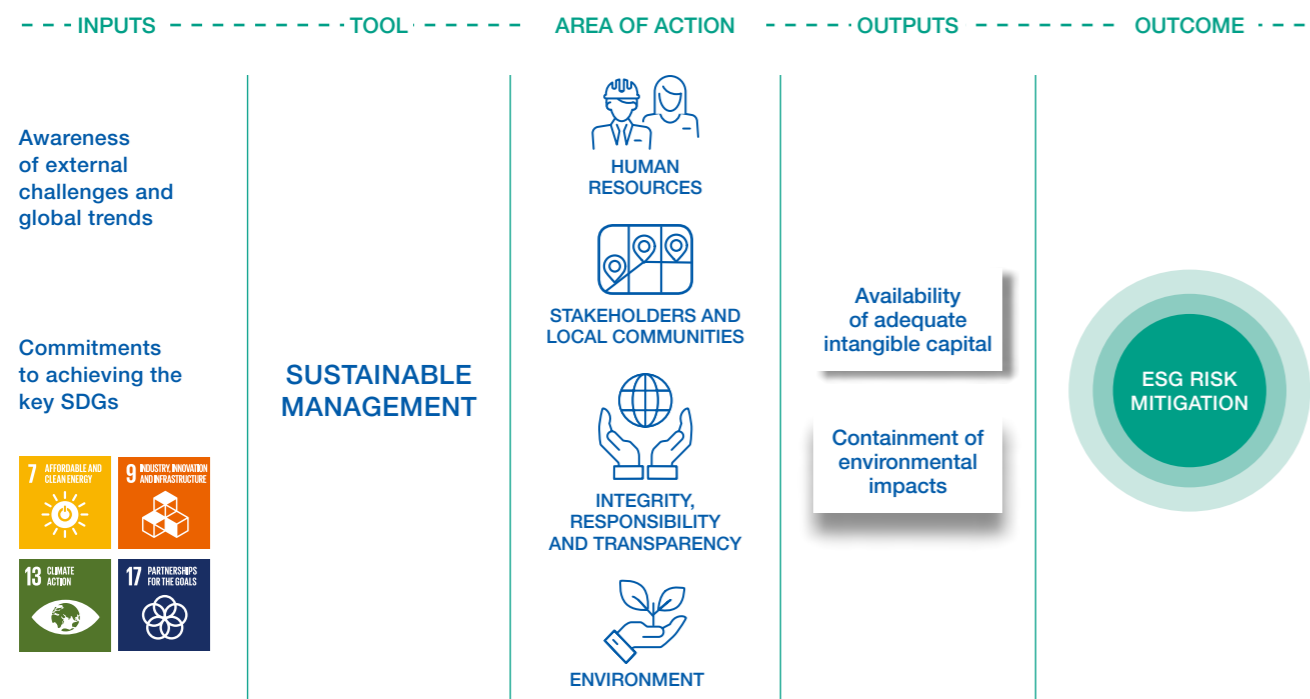 INPUTS
TOOL
AREA OF ACTION
OUTPUTS
OUTCOME
Awareness
of external
challenges and
global trends
Commitments
to achieving the
key SDGs
7 AFFORDABLE AND
CLEAN ENERGY
9 INDUSTRY, INNOVATION
AND INFRASTRUCTURE
13 CLIMATE
ACTION
17 PARTNERSHIPS
FOR THE GOALS
SUSTAINABLE
MANAGEMENT
HUMAN
RESOURCES
STAKEHOLDERS AND
LOCAL COMMUNITIES
INTEGRITY,
RESPONSIBILITY
AND TRANSPARENCY
ENVIRONMENT
Availability
of adequate
intangible capital
Containment of
environmental
impacts
ESG RISK
MITIGATION